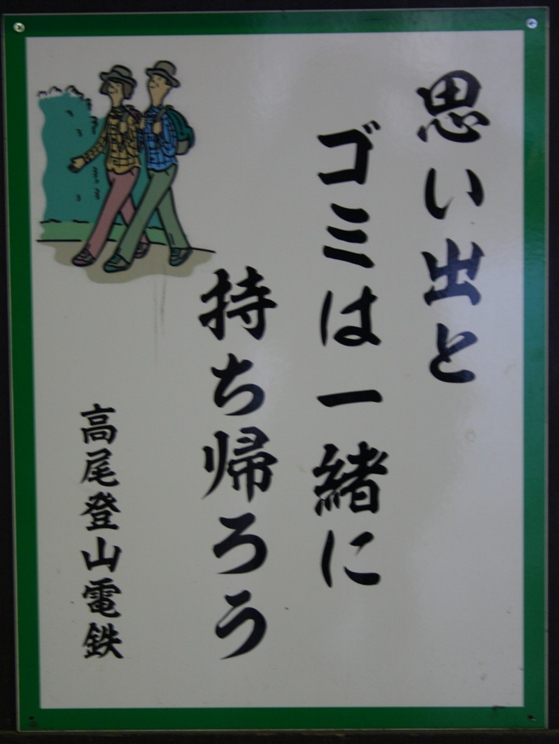 思い出と
ゴミは一緒に
持ち帰ろう
高尾登山電鉄